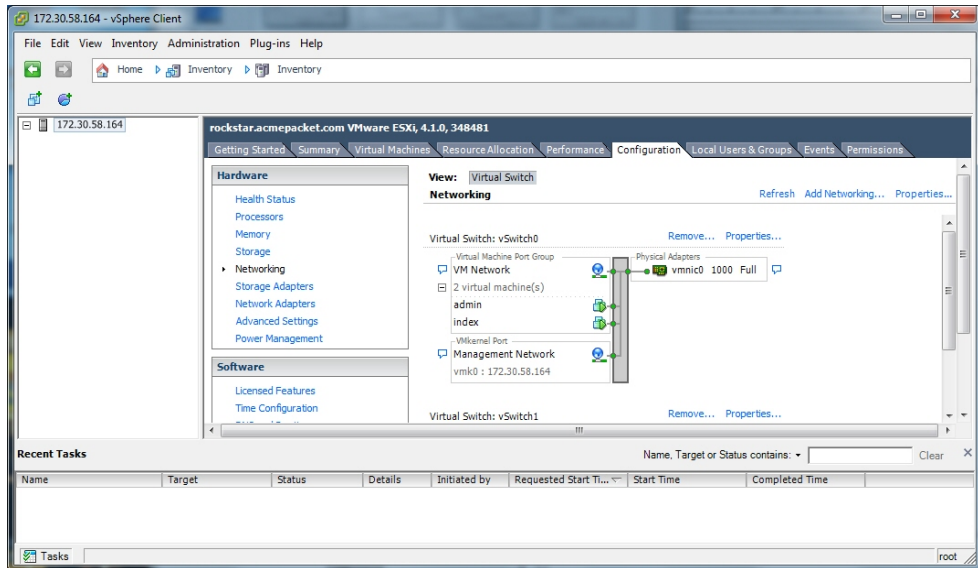 172.30.58.164 - vSphere Client
File Edit View Inventory Administration Plug-ins Help
Home Inventory Inventory
172.30.58.164
rockstar.acmepacket.com VMware ESXi, 4.1.0, 348481
Getting Started Summary Virtual Machines Resource Allocation Performance Configuration Local Users & Groups Events Permissions
Hardware
Health Status
Processors
Memory
Storage
Networking
Storage Adapters
Network Adapters
Advanced Settings
Power Management
Software
Licensed Features
Time Configuration
View: Virtual Switch
Networking Refresh Add Networking... Properties...
Virtual Switch: vSwitch0 Remove... Properties...
Virtual Machine Port Group Physical Adapters
VM Network vmnic0 1000 Full
2 virtual machine(s)
admin
index
VMkernel Port
Management Network
vmk0 : 172.30.58.164
Virtual Switch: vSwitch1 Remove... Properties...
Recent Tasks Name, Target or Status contains: Clear
Name Target Status Details Initiated by Requested Start Ti... Start Time Completed Time
Tasks root